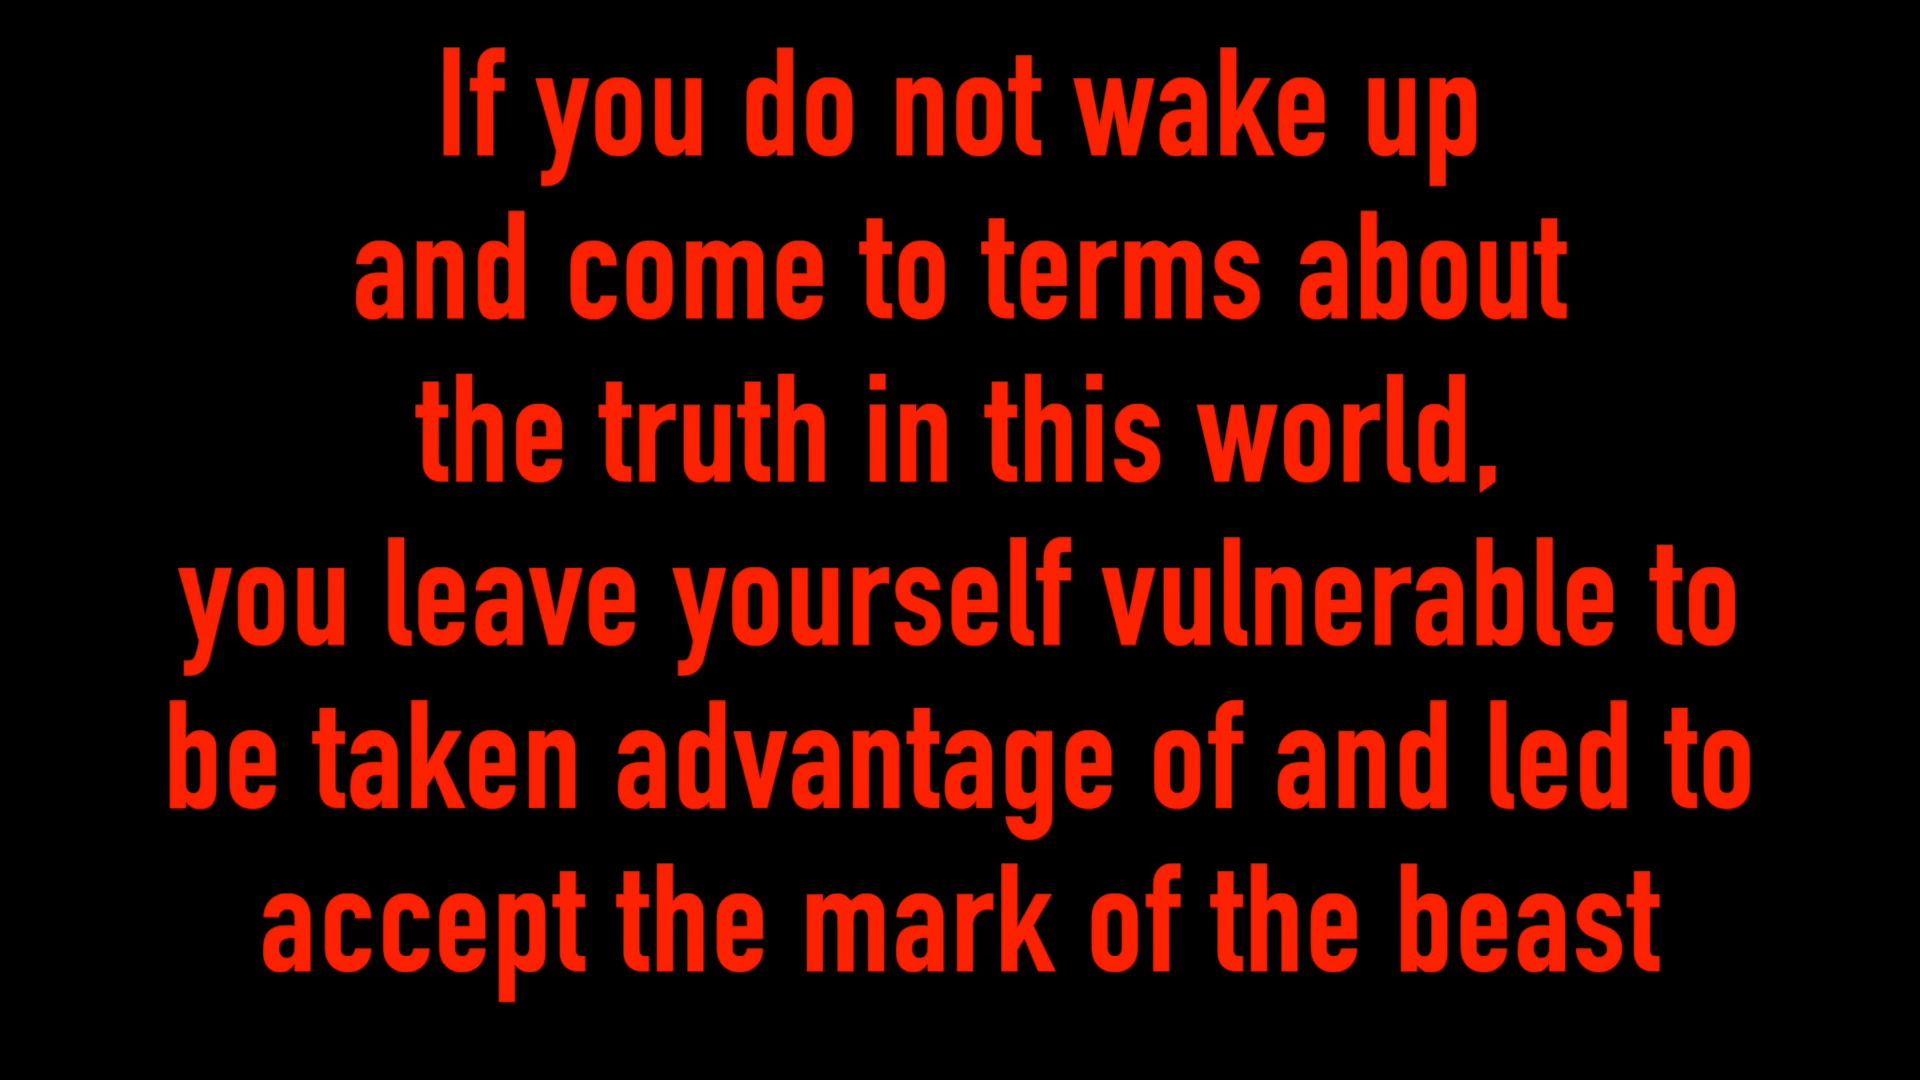 If you do not wake up
and come to terms about
the truth in this world,
you leave yourself vulnerable to
be taken advantage of and led to
accept the mark of the beast